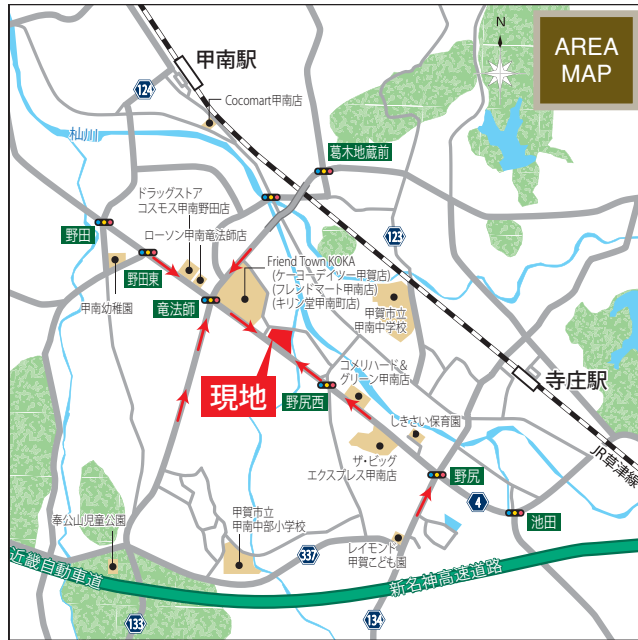 AREA
MAP
N
甲南駅
124
Cocomart甲南店
杣川
葛木地蔵前
ドラッグストア
コスモス甲南野田店
ローソン甲南竜法師店
野田
野田東
甲南幼稚園
竜法師
Friend Town KOKA
(ケーヨーデイツー甲賀店)
(フレンドマート甲南店)
(キリン堂甲南町店)
123
甲賀市立
甲南中学校
現地
野尻西
コメリハード&
グリーン甲南店
寺庄駅
しきさい保育園
JR草津線
ザ・ビッグ
エクスプレス甲南店
野尻
4
池田
奉公山児童公園
甲賀市立
甲南中部小学校
337
レイモンド
甲賀こども園
近畿自動車道
新名神高速道路
133
134